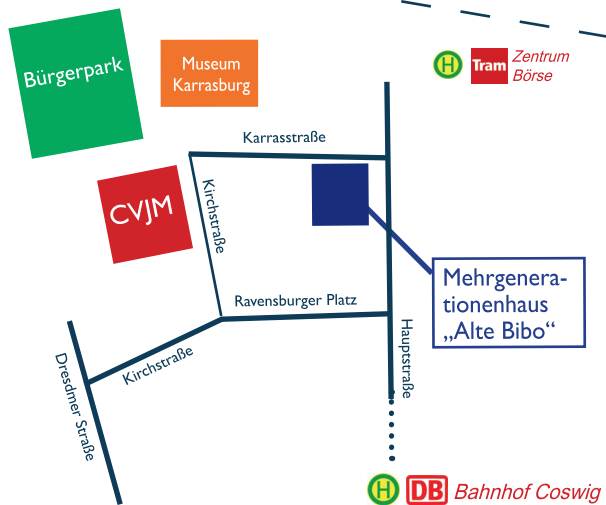 Bürgerpark
Museum
Karrasburg
H Tram Zentrum
Börse
Karrasstraße
CVJM
Kirchstraße
Mehrgenera-
tionenhaus
„Alte Bibo“
Ravensburger Platz
Hauptstraße
Kirchstraße
Dresdmer Straße
H DB Bahnhof Coswig